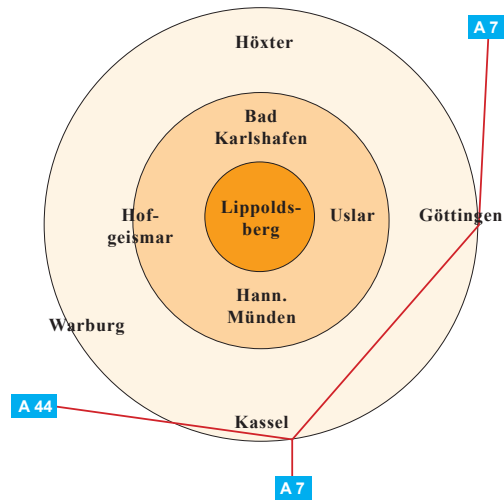 A 7
Höxter
Bad
Karlshafen
Lippolds-
berg
Hof-
geismar
Uslar
Göttingen
Hann.
Münden
Warburg
A 44
Kassel
A 7